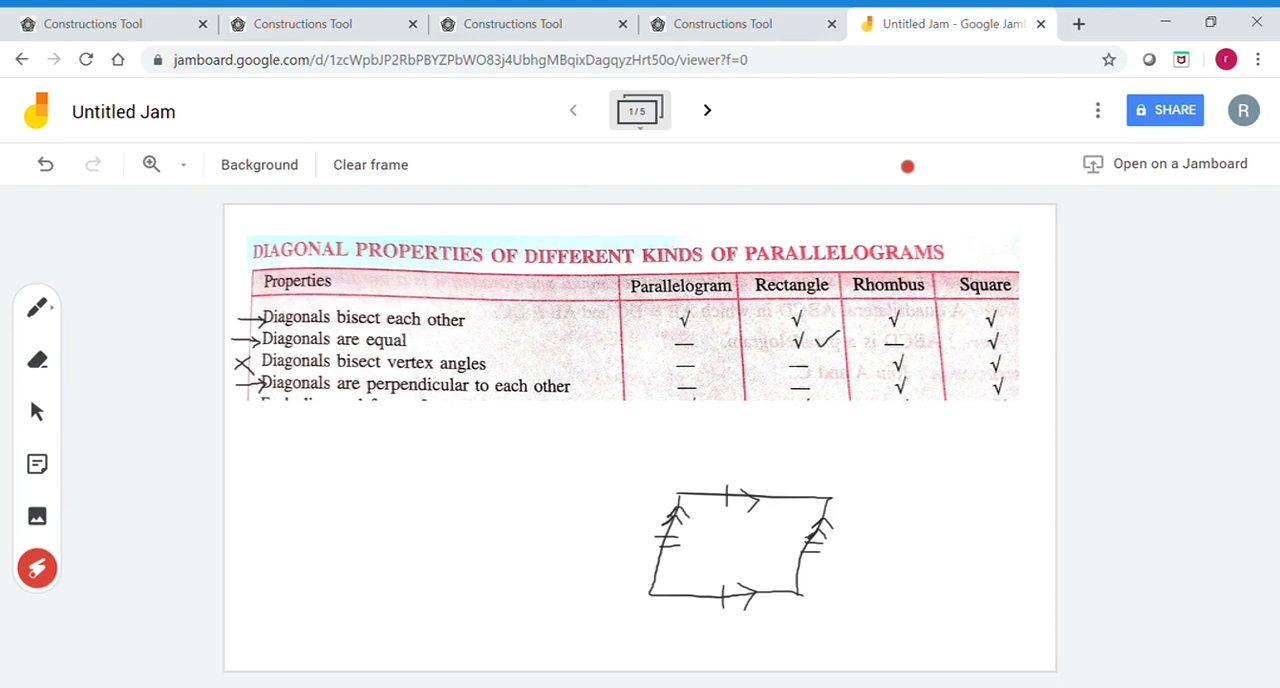 Constructions Tool Constructions Tool Constructions Tool Constructions Tool Untitled Jam - Google Jam
jamboard.google.com/d/1zcWpbJP2RbPBYZPbWO83j4UbhgMBqixDagqyzHrt50o/viewer?f=0 r
Untitled Jam 1/5 SHARE R
Background Clear frame Open on a Jamboard
DIAGONAL PROPERTIES OF DIFFERENT KINDS OF PARALLELOGRAMS
Properties Parallelogram Rectangle Rhombus Square
Diagonals bisect each other √ √ √ √
Diagonals are equal — √ ✓ — √
X Diagonals bisect vertex angles — — √ √
Diagonals are perpendicular to each other — — √ √